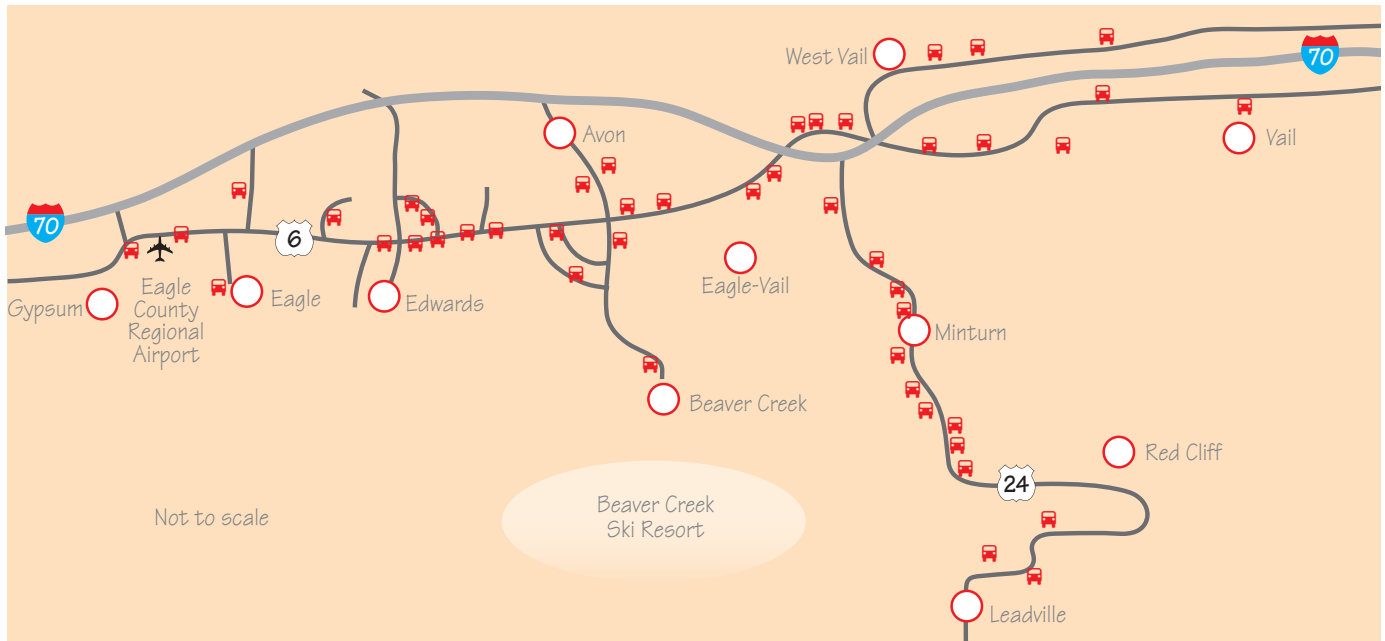 West Vail
70
Avon
Vail
70
6
Eagle-Vail
Gypsum
Eagle
County
Regional
Airport
Eagle
Edwards
Minturn
Beaver Creek
Red Cliff
24
Beaver Creek
Ski Resort
Not to scale
Leadville